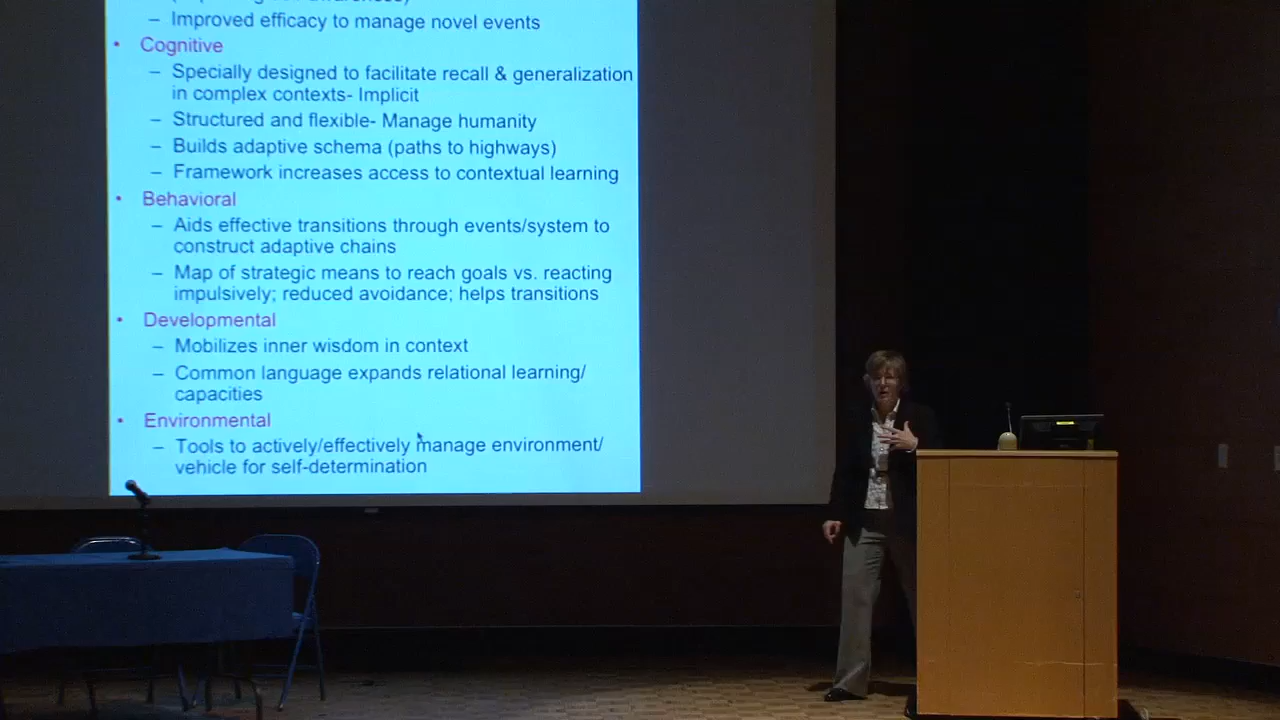 – Improved efficacy to manage novel events
• Cognitive
– Specially designed to facilitate recall & generalization
in complex contexts- Implicit
– Structured and flexible- Manage humanity
– Builds adaptive schema (paths to highways)
– Framework increases access to contextual learning
• Behavioral
– Aids effective transitions through events/system to
construct adaptive chains
– Map of strategic means to reach goals vs. reacting
impulsively; reduced avoidance; helps transitions
• Developmental
– Mobilizes inner wisdom in context
– Common language expands relational learning/
capacities
• Environmental
– Tools to actively/effectively manage environment/
vehicle for self-determination